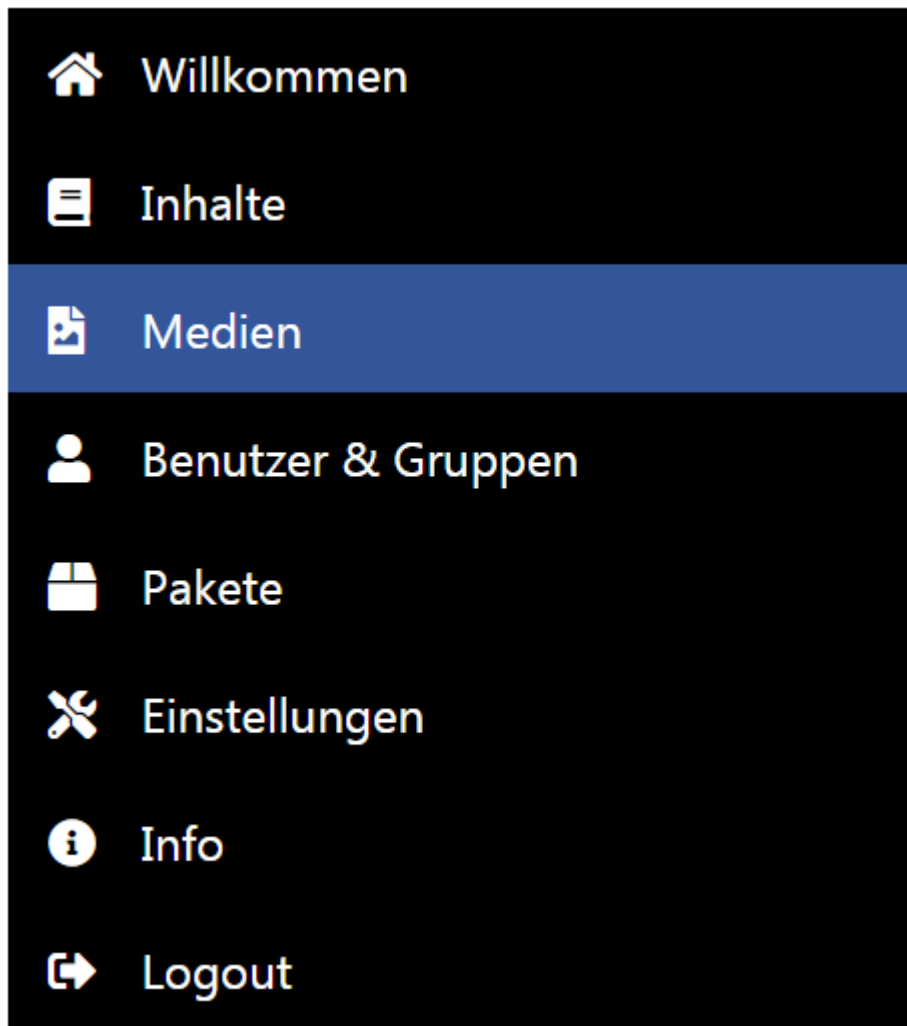 Willkommen
Inhalte
Medien
Benutzer & Gruppen
Pakete
Einstellungen
Info
Logout